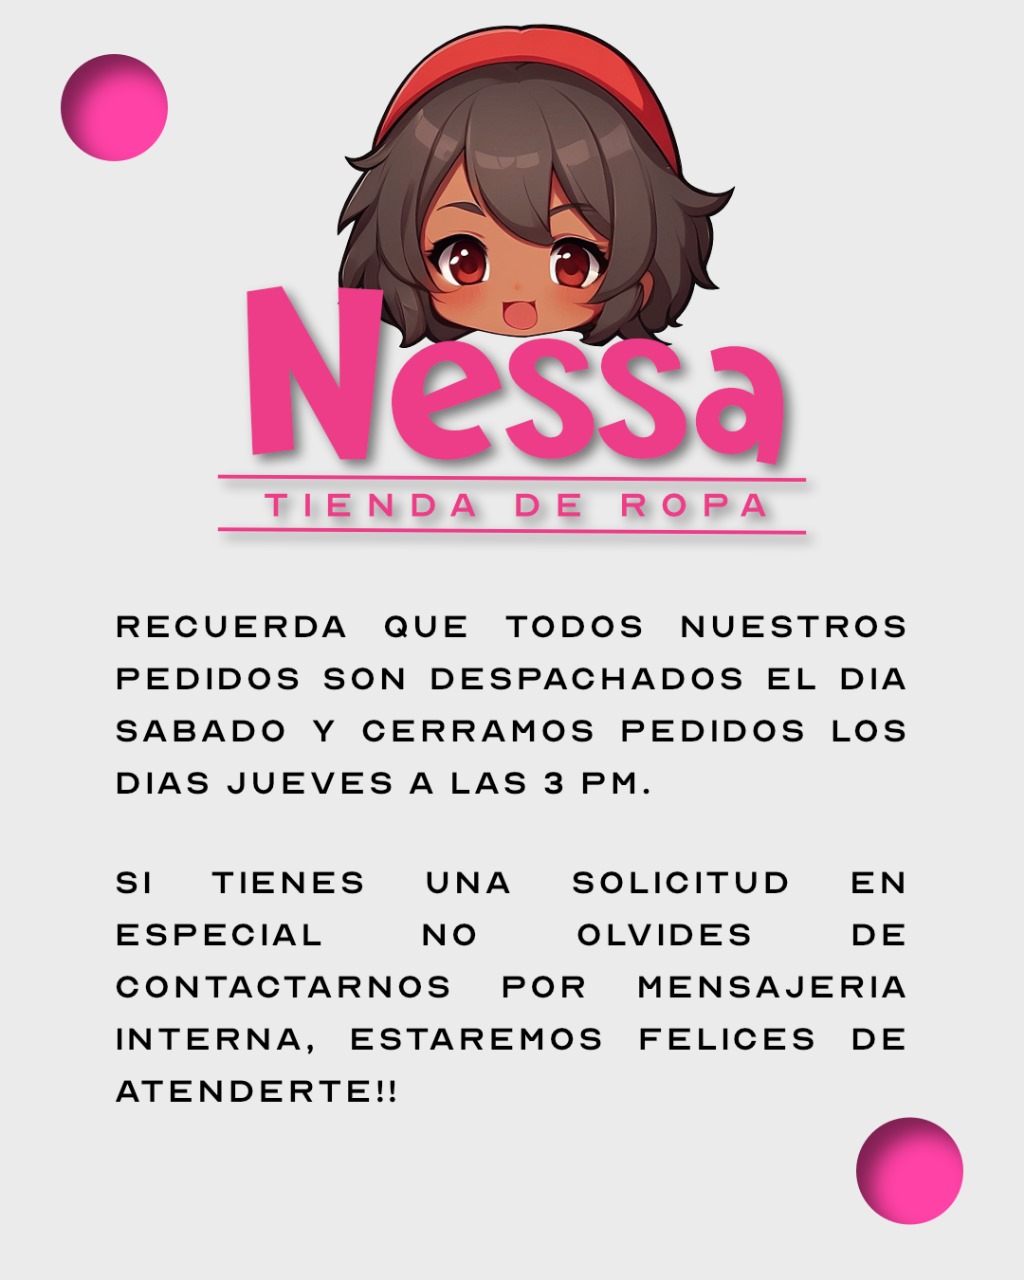 Nessa
TIENDA DE ROPA
RECUERDA QUE TODOS NUESTROS
PEDIDOS SON DESPACHADOS EL DIA
SABADO Y CERRAMOS PEDIDOS LOS
DIAS JUEVES A LAS 3 PM.
SI TIENES UNA SOLICITUD EN
ESPECIAL NO OLVIDES DE
CONTACTARNOS POR MENSAJERIA
INTERNA, ESTAREMOS FELICES DE
ATENDERTE!!